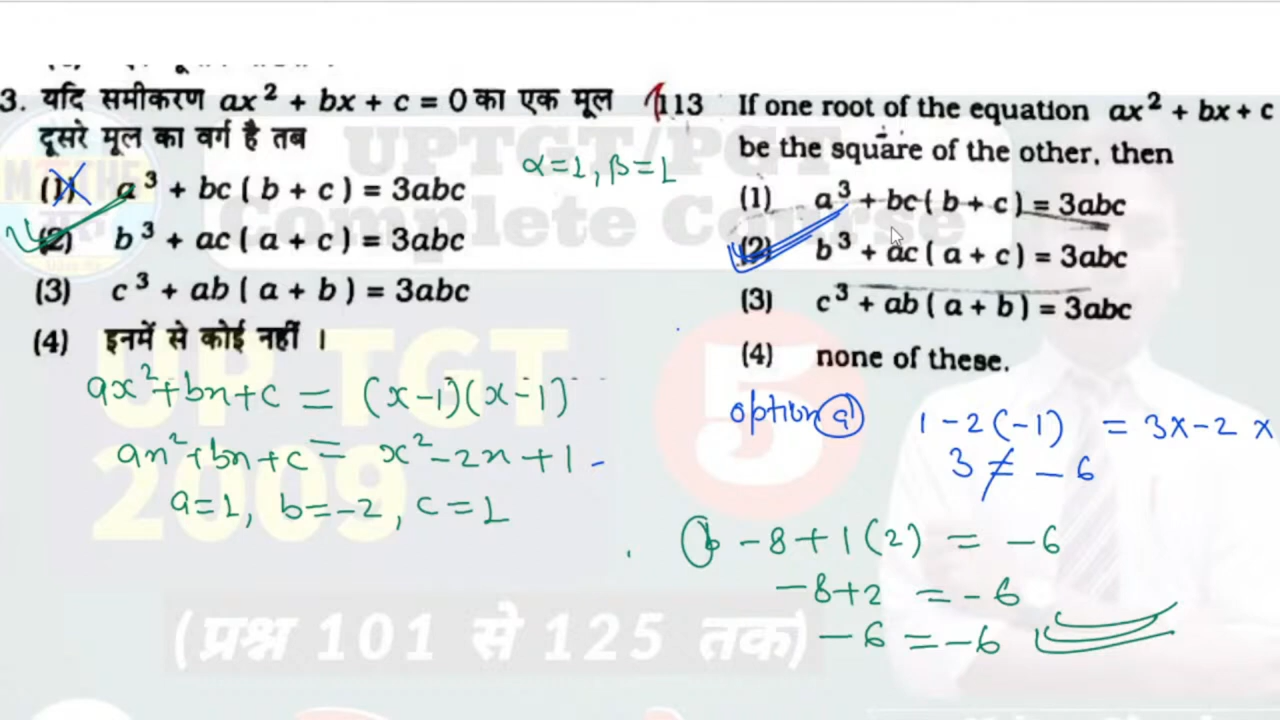 3. यदि समीकरण ax² + bx + c = 0 का एक मूल
दूसरे मूल का वर्ग है तब
(1) a³ + bc ( b + c ) = 3abc
(2) b³ + ac ( a + c ) = 3abc
(3) c³ + ab ( a + b ) = 3abc
(4) इनमें से कोई नहीं ।
α=1, β=1
113 If one root of the equation ax² + bx + c
be the square of the other, then
(1) a³ + bc ( b + c ) = 3abc
(2) b³ + ac ( a + c ) = 3abc
(3) c³ + ab ( a + b ) = 3abc
(4) none of these.
ax²+bx+c = (x-1)(x-1)
ax²+bx+c = x²-2x+1
a=1, b=-2, c=1
option a
1-2(-1) = 3x-2x
3 ≠ -6
b -8+1(2) = -6
-8+2 = -6
-6 = -6
UPTGT/PGT
Complete Course
UP TGT
2009
5
(प्रश्न 101 से 125 तक)